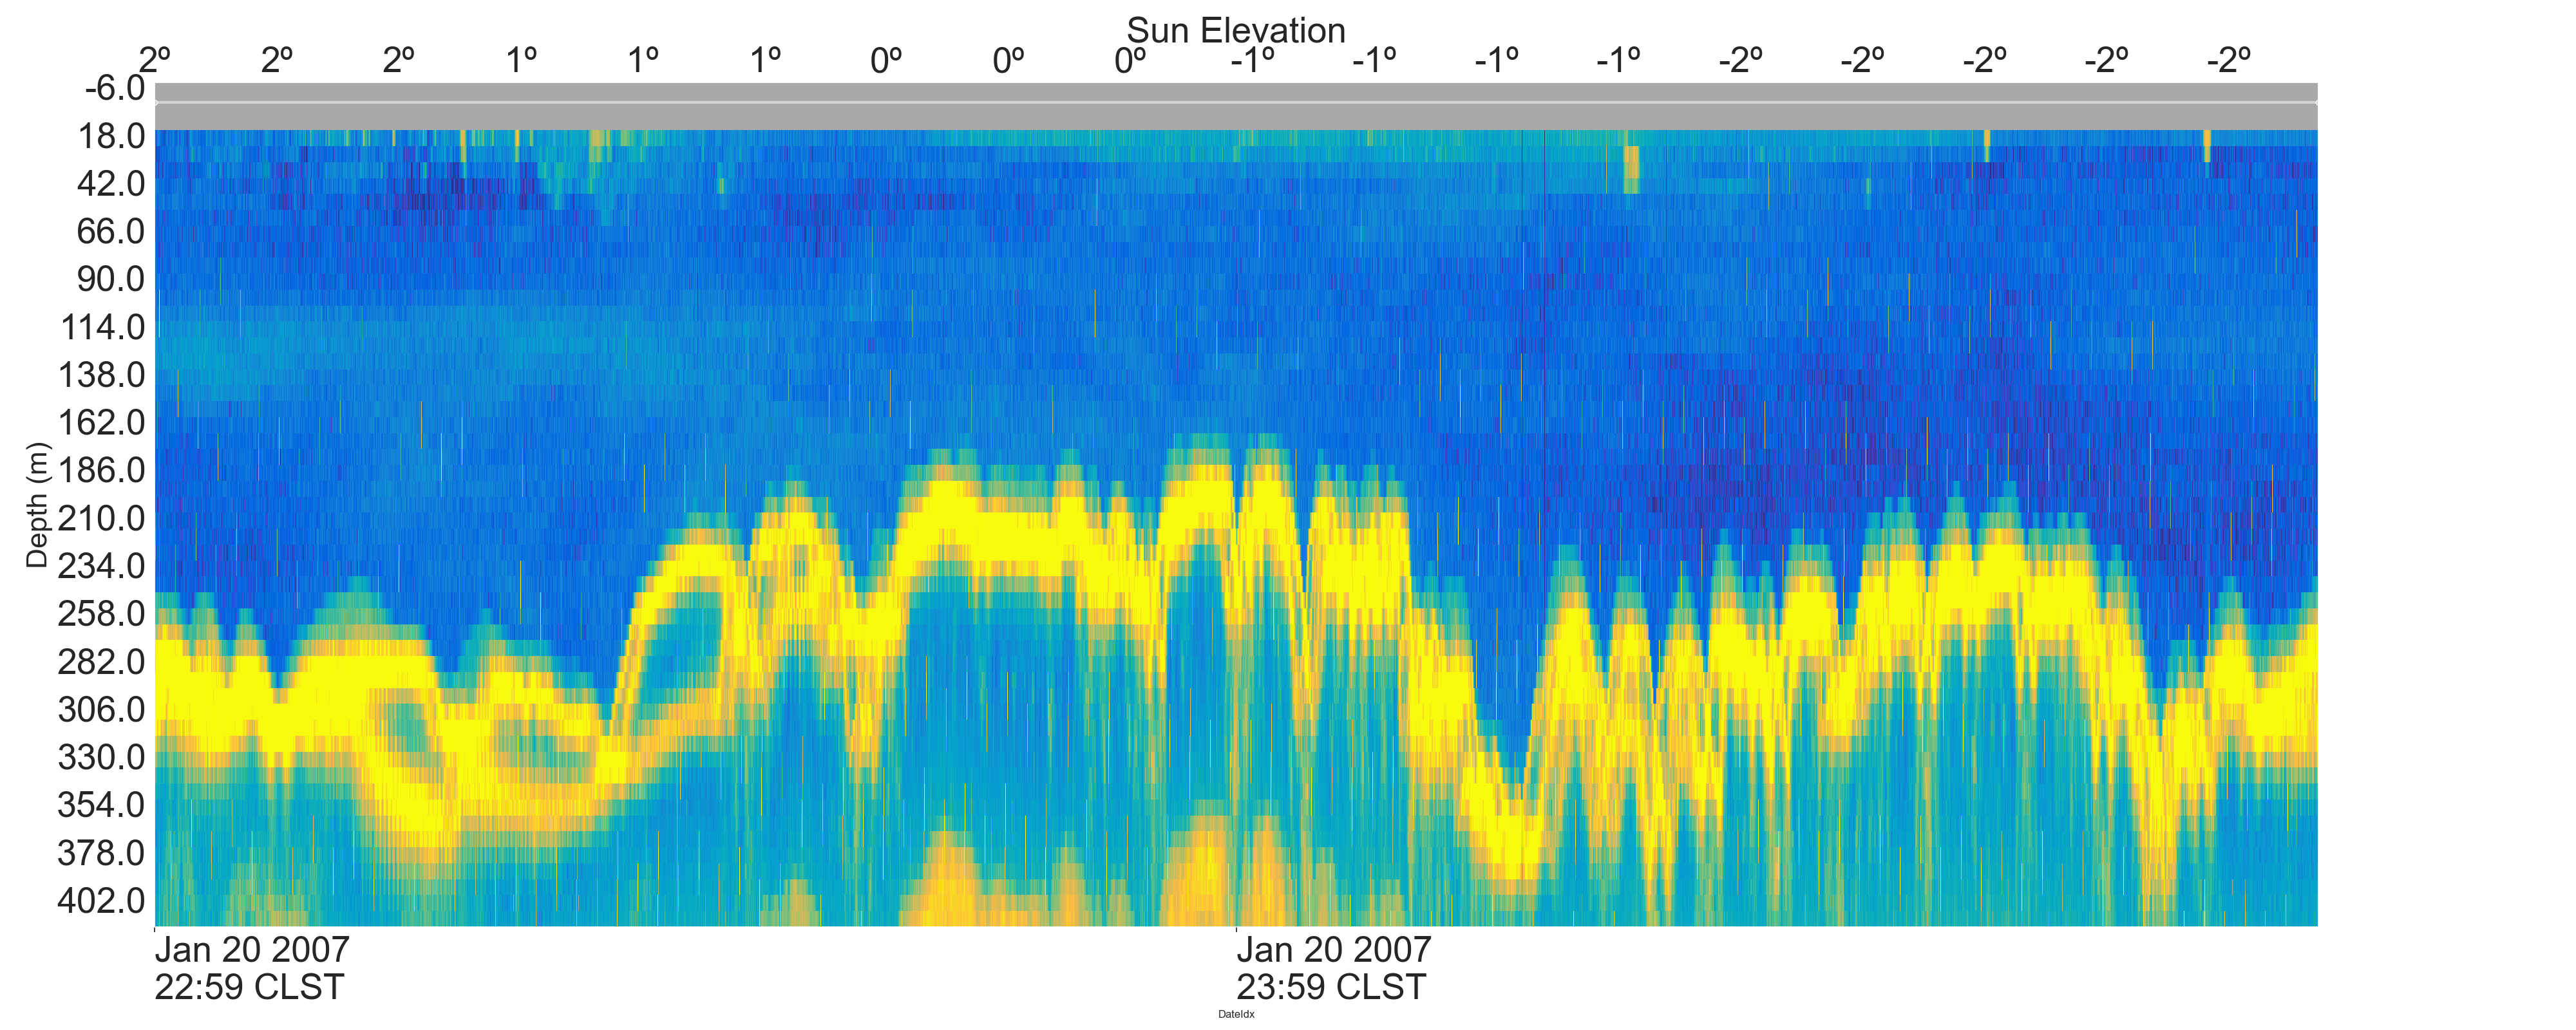 Sun Elevation
2º 2º 2º 1º 1º 1º 0º 0º 0º -1º -1º -1º -1º -2º -2º -2º -2º -2º
-6.0
18.0
42.0
66.0
90.0
114.0
138.0
162.0
186.0
210.0
234.0
258.0
282.0
306.0
330.0
354.0
378.0
402.0
Depth (m)
Jan 20 2007
22:59 CLST
Jan 20 2007
23:59 CLST
DateIdx